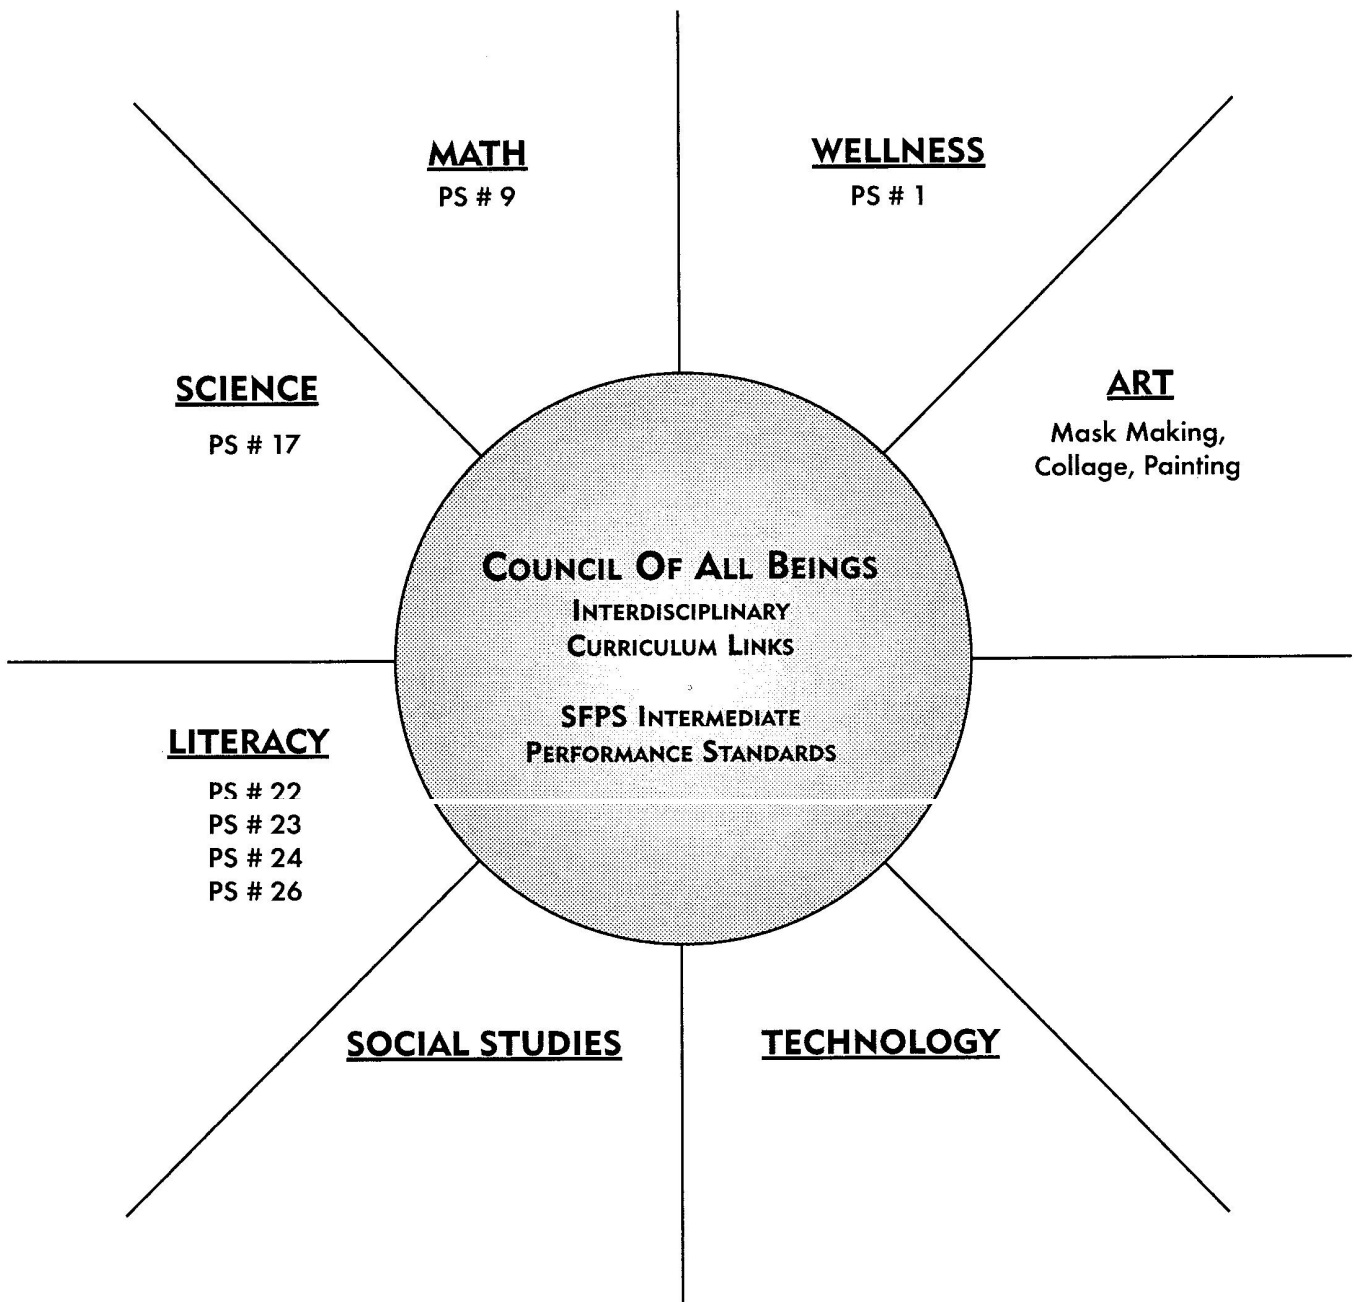 MATH
PS # 9
WELLNESS
PS # 1
SCIENCE
PS # 17
ART
Mask Making,
Collage, Painting
COUNCIL OF ALL BEINGS
INTERDISCIPLINARY
CURRICULUM LINKS
SFPS INTERMEDIATE
PERFORMANCE STANDARDS
LITERACY
PS # 22
PS # 23
PS # 24
PS # 26
SOCIAL STUDIES
TECHNOLOGY